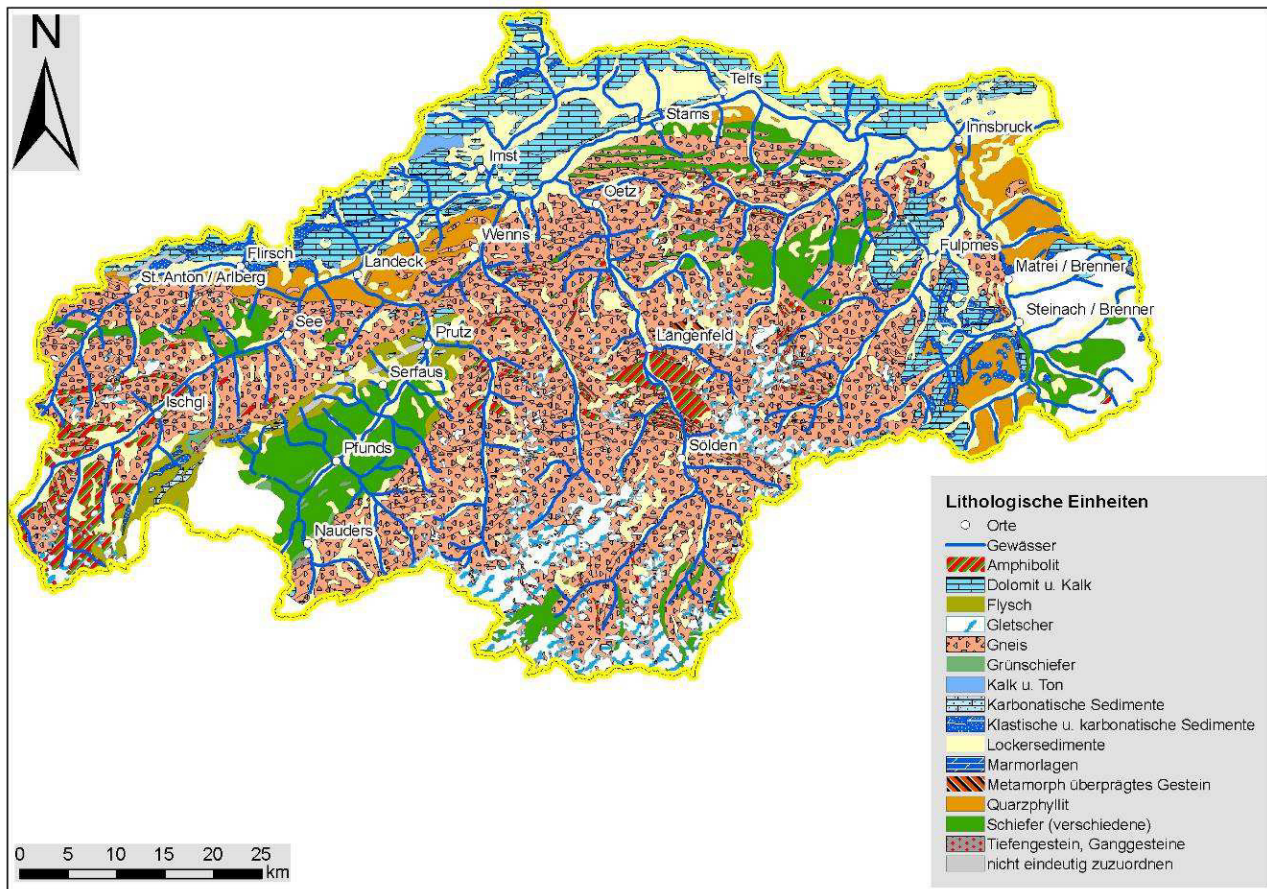 N
Telfs
Stams
Innsbruck
Imst
Oetz
Wenns
Fulpmes
Flirsch
Landeck
Matrei / Brenner
St. Anton / Arlberg
Steinach / Brenner
See
Prutz
Längenfeld
Serfaus
Ischgl
Pfunds
Sölden
Nauders
Lithologische Einheiten
Orte
Gewässer
Amphibolit
Dolomit u. Kalk
Flysch
Gletscher
Gneis
Grünschiefer
Kalk u. Ton
Karbonatische Sedimente
Klastische u. karbonatische Sedimente
Lockersedimente
Marmorlagen
Metamorph überprägtes Gestein
Quarzphyllit
Schiefer (verschiedene)
Tiefengestein, Ganggesteine
nicht eindeutig zuzuordnen
0 5 10 15 20 25
km